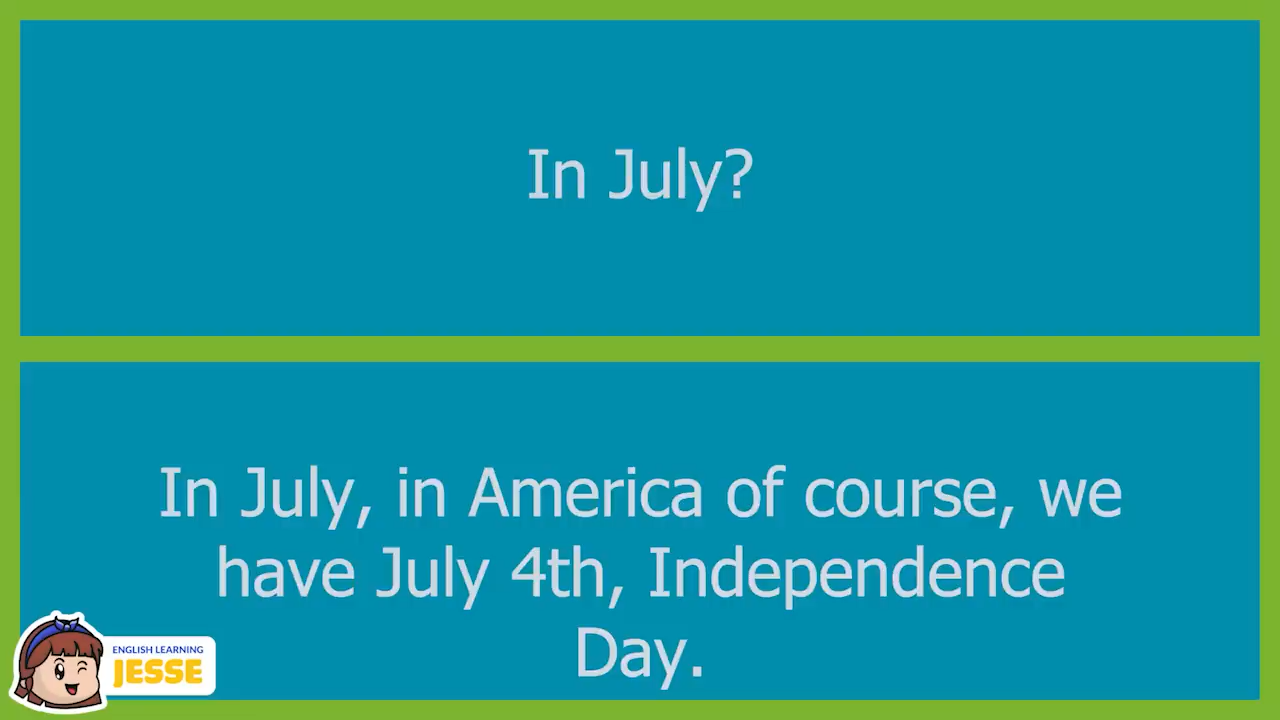 In July?
In July, in America of course, we
have July 4th, Independence
Day.
ENGLISH LEARNING
JESSE